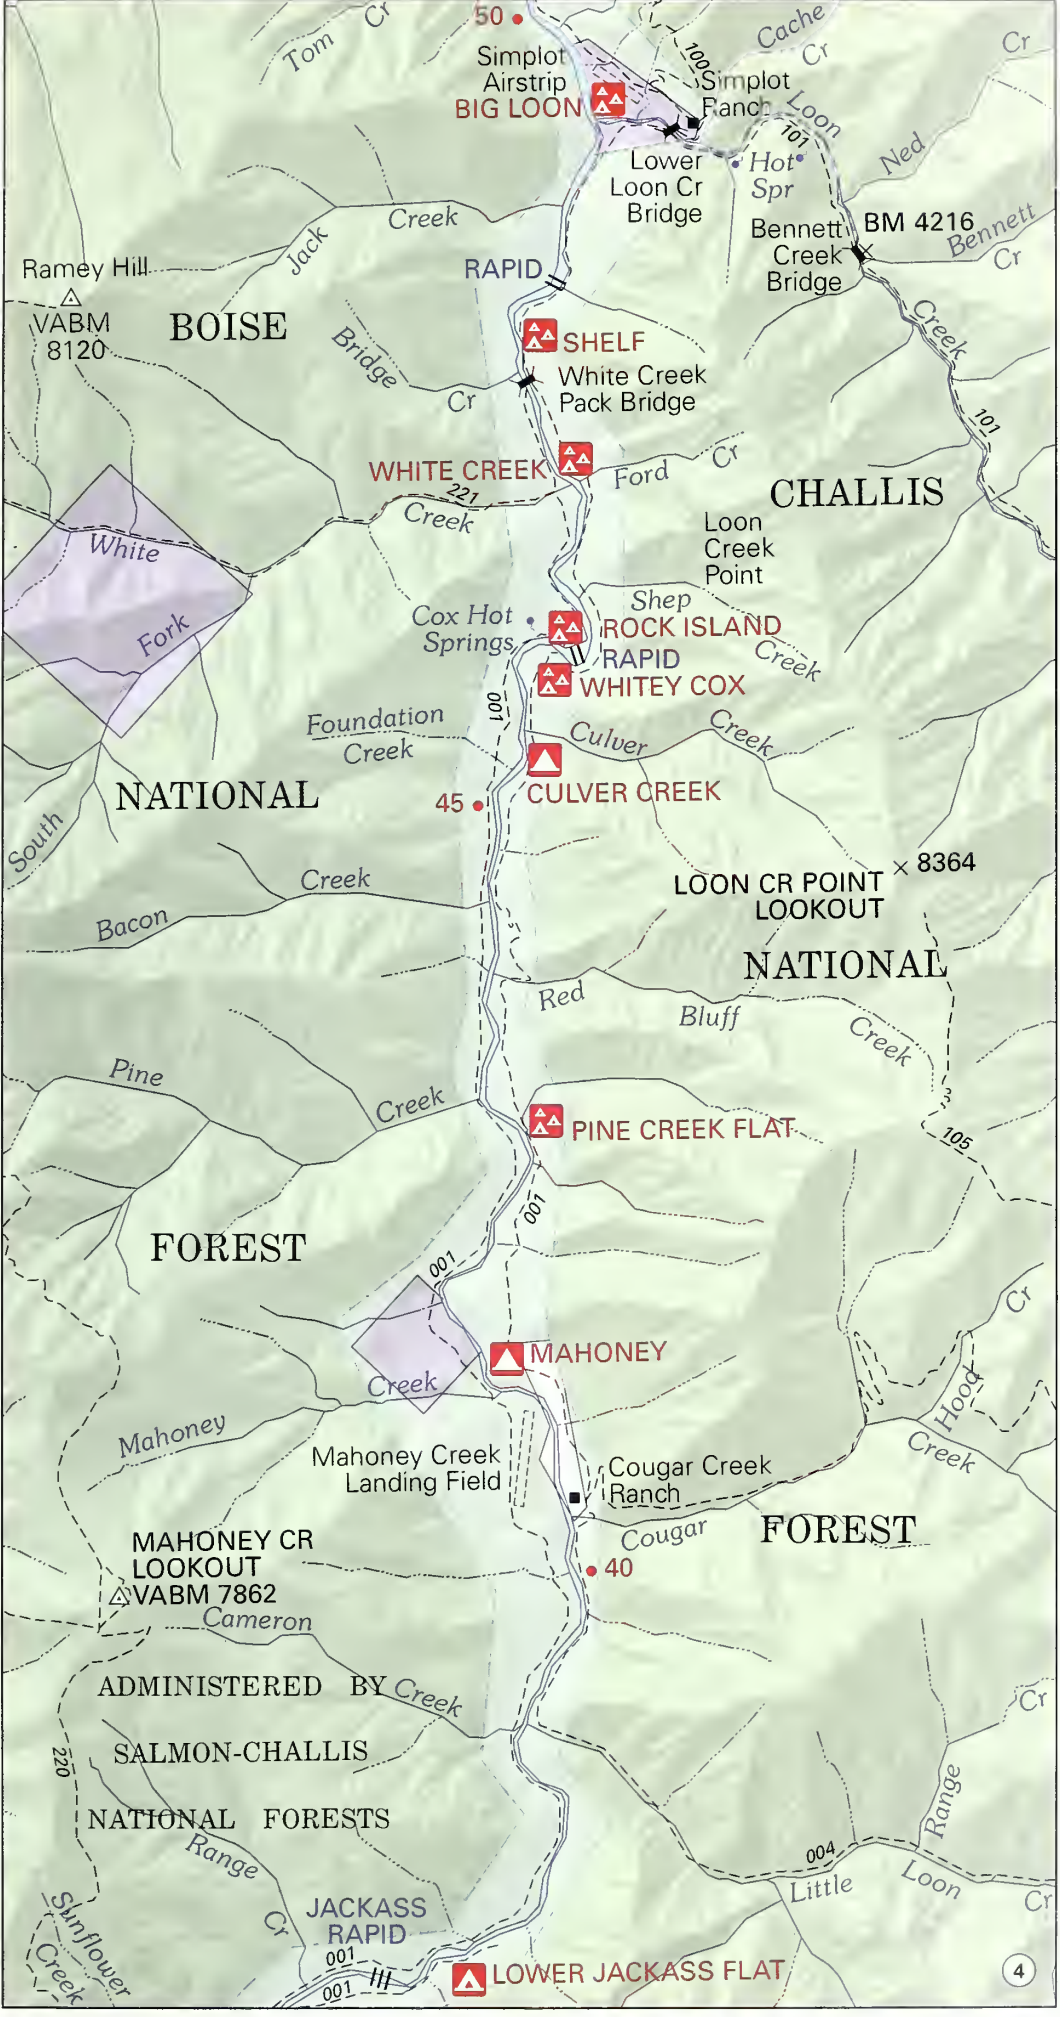 50
Tom
Cr
Simplot
Airstrip
BIG LOON
100
Cache
Cr
Cr
Simplot
Ranch
Loon
101
Ned
Lower
Loon Cr
Bridge
Hot
Spr
Bennett
Creek
Bridge
BM 4216
Bennett
Cr
Jack
Creek
Ramey Hill
VABM
8120
RAPID
BOISE
Bridge
Cr
SHELF
White Creek
Pack Bridge
Creek
101
WHITE CREEK
221
Creek
Ford
Cr
CHALLIS
White
Loon
Creek
Point
Fork
Cox Hot
Springs
Shep
Creek
ROCK ISLAND
RAPID
WHITEY COX
001
Foundation
Creek
Culver
Creek
NATIONAL
45
CULVER CREEK
South
8364
LOON CR POINT
LOOKOUT
Bacon
Creek
NATIONAL
Red
Bluff
Creek
Pine
Creek
PINE CREEK FLAT
105
001
FOREST
001
Cr
MAHONEY
Creek
Mahoney
Hood
Creek
Mahoney Creek
Landing Field
Cougar Creek
Ranch
Cougar
FOREST
MAHONEY CR
LOOKOUT
VABM 7862
40
Cameron
Creek
ADMINISTERED BY
SALMON-CHALLIS
NATIONAL FORESTS
220
Cr
Range
Range
Cr
004
Little
Loon
Cr
Sunflower
Creek
JACKASS
RAPID
001
001
LOWER JACKASS FLAT
4